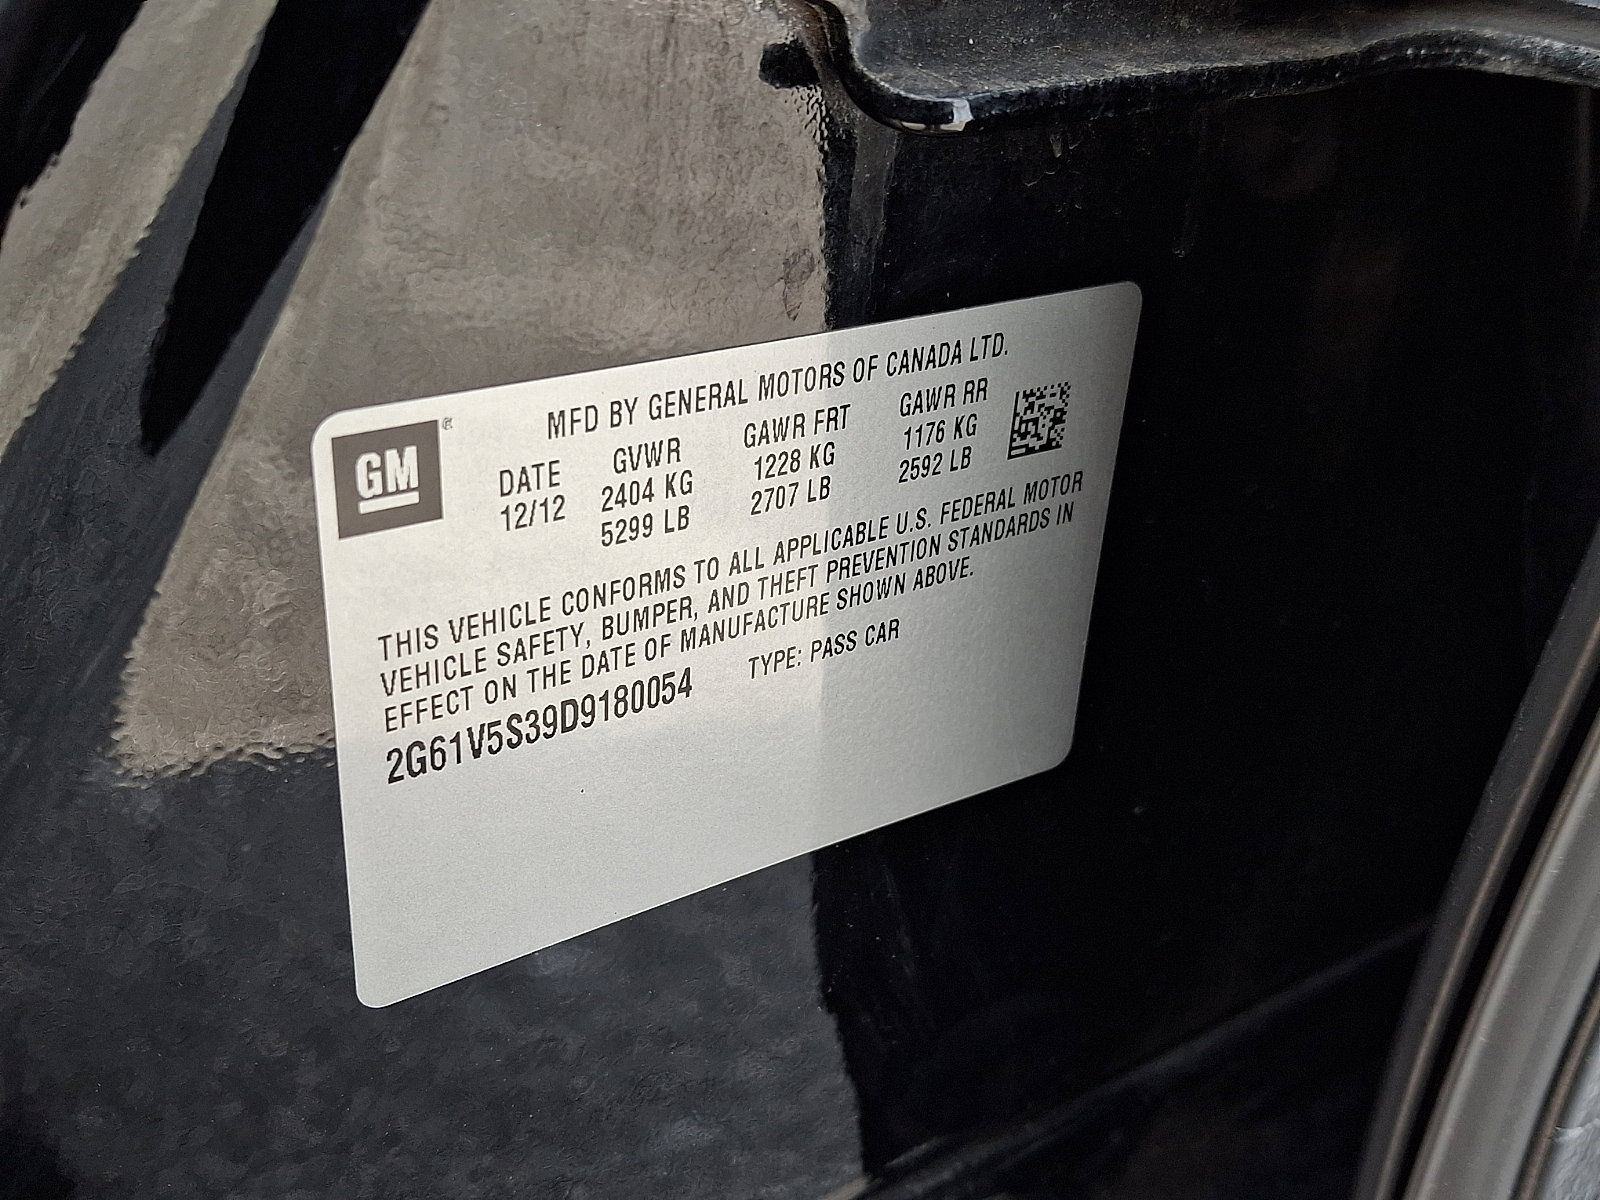 MFD BY GENERAL MOTORS OF CANADA LTD.
GM ®
DATE GVWR GAWR FRT GAWR RR
12/12 2404 KG 1228 KG 1176 KG
5299 LB 2707 LB 2592 LB
THIS VEHICLE CONFORMS TO ALL APPLICABLE U.S. FEDERAL MOTOR
VEHICLE SAFETY, BUMPER, AND THEFT PREVENTION STANDARDS IN
EFFECT ON THE DATE OF MANUFACTURE SHOWN ABOVE.
2G61V5S39D9180054 TYPE: PASS CAR